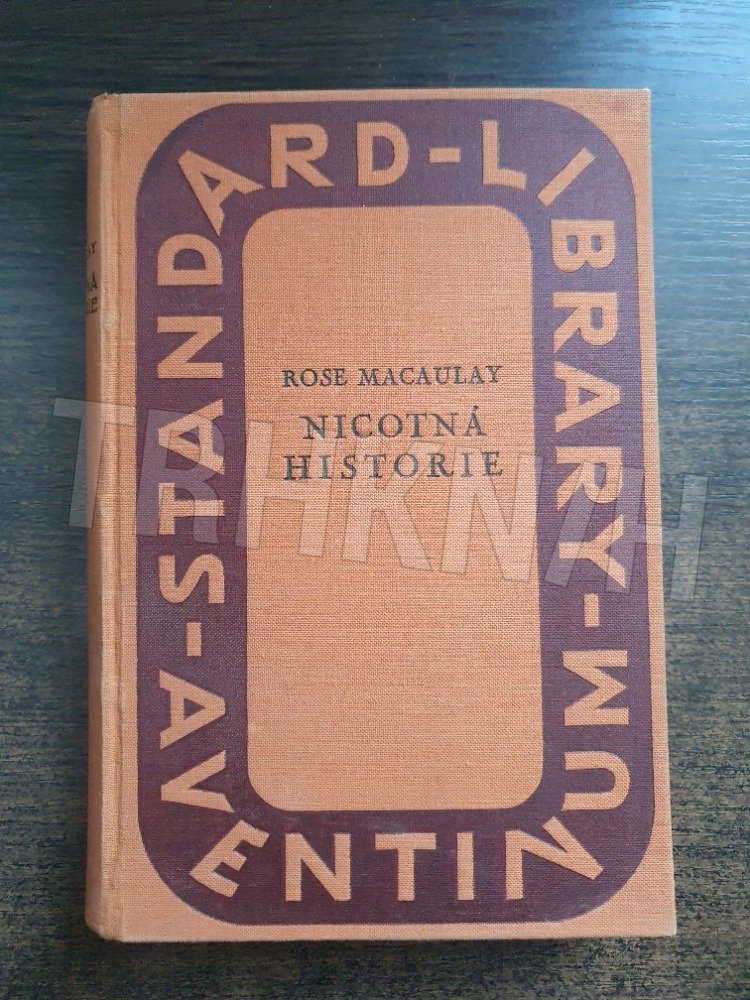 STANDARD-LIBRARY-
AVENTINUM-
ROSE MACAULAY
NICOTNÁ
HISTORIE
TRHKNIH